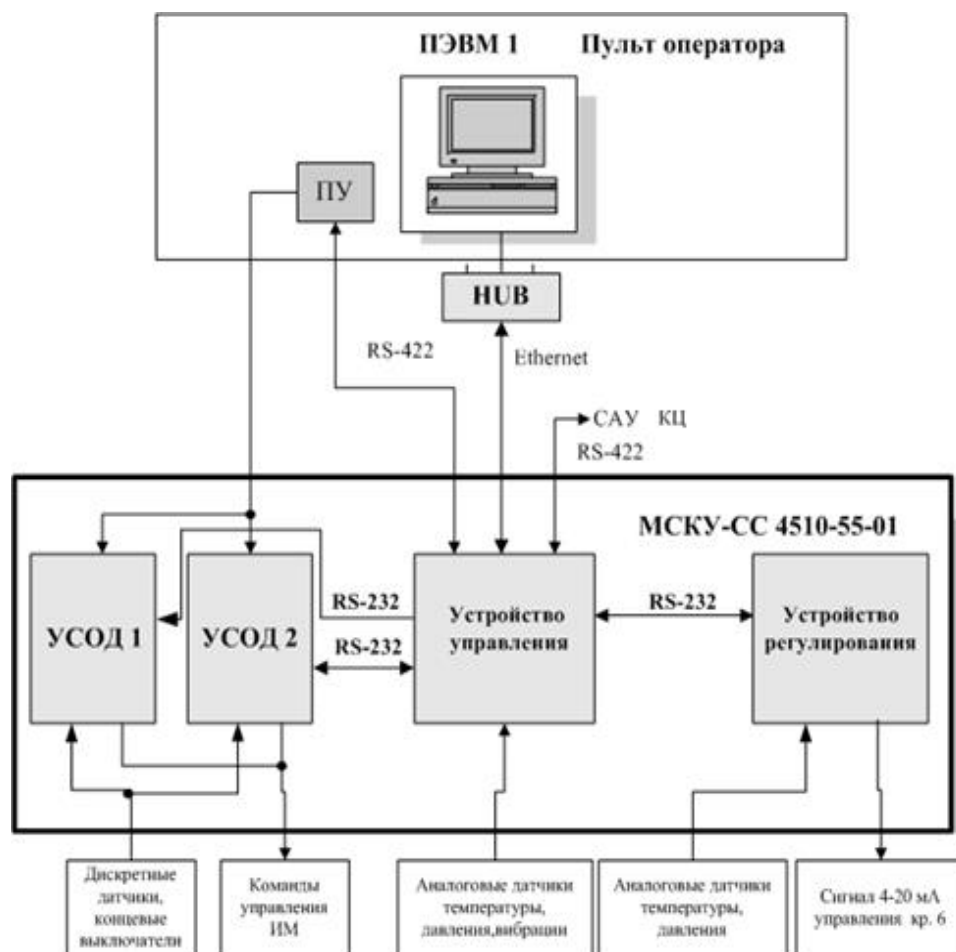 ПЭВМ 1 Пульт оператора
ПУ
HUB
RS-422
Ethernet
САУ КЦ
RS-422
МСКУ-СС 4510-55-01
УСОД 1
УСОД 2
RS-232
RS-232
Устройство
управления
RS-232
Устройство
регулирования
Дискретные
датчики,
концевые
выключатели
Команды
управления
ИМ
Аналоговые датчики
температуры,
давления,вибрации
Аналоговые датчики
температуры,
давления
Сигнал 4-20 мА
управления кр. 6